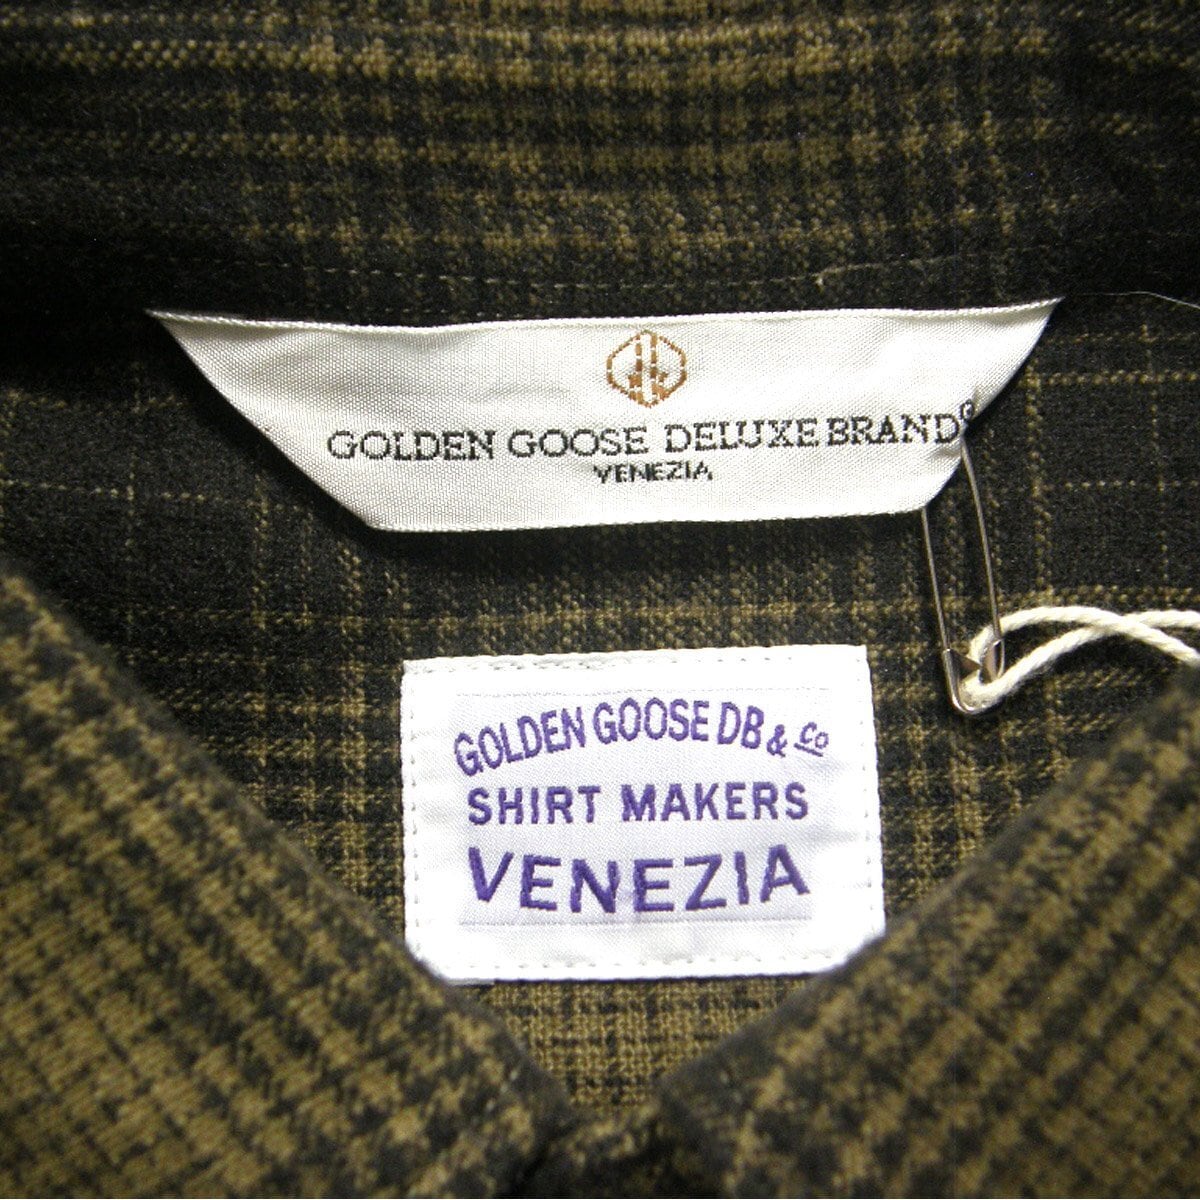 GOLDEN GOOSE DELUXE BRAND®
VENEZIA
GOLDEN GOOSE DB & Co
SHIRT MAKERS
VENEZIA